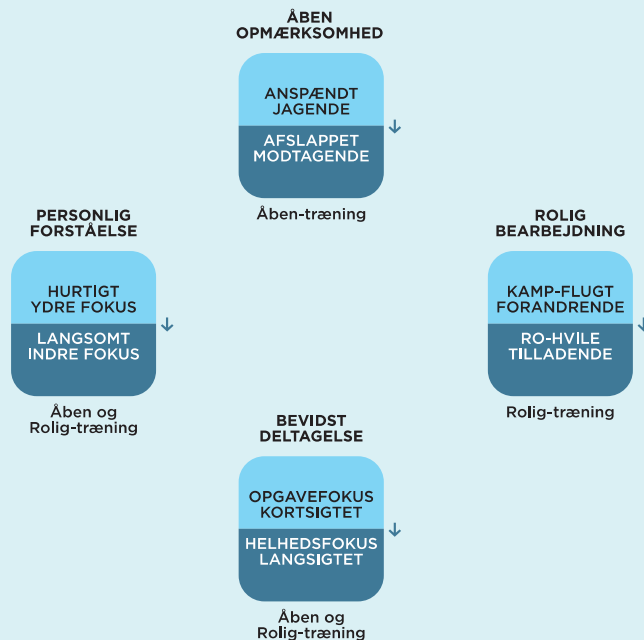 ÅBEN
OPMÆRKSOMHED
ANSPÆNDT
JAGENDE
AFSLAPPET
MODTAGENDE
Åben-træning
PERSONLIG
FORSTÅELSE
HURTIGT
YDRE FOKUS
LANGSOMT
INDRE FOKUS
Åben og
Rolig-træning
ROLIG
BEARBEJDNING
KAMP-FLUGT
FORANDRENDE
RO-HVILE
TILLADENDE
Rolig-træning
BEVIDST
DELTAGELSE
OPGAVEFOKUS
KORTSIGTET
HELHEDSFOKUS
LANGSIGTET
Åben og
Rolig-træning